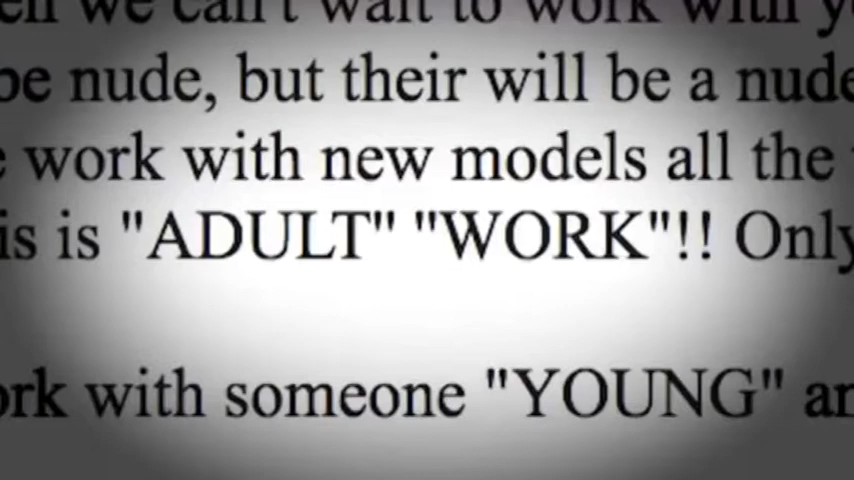 we can't wait to work with
be nude, but their will be a nude
work with new models all the
is "ADULT" "WORK"!! Only
with someone "YOUNG"